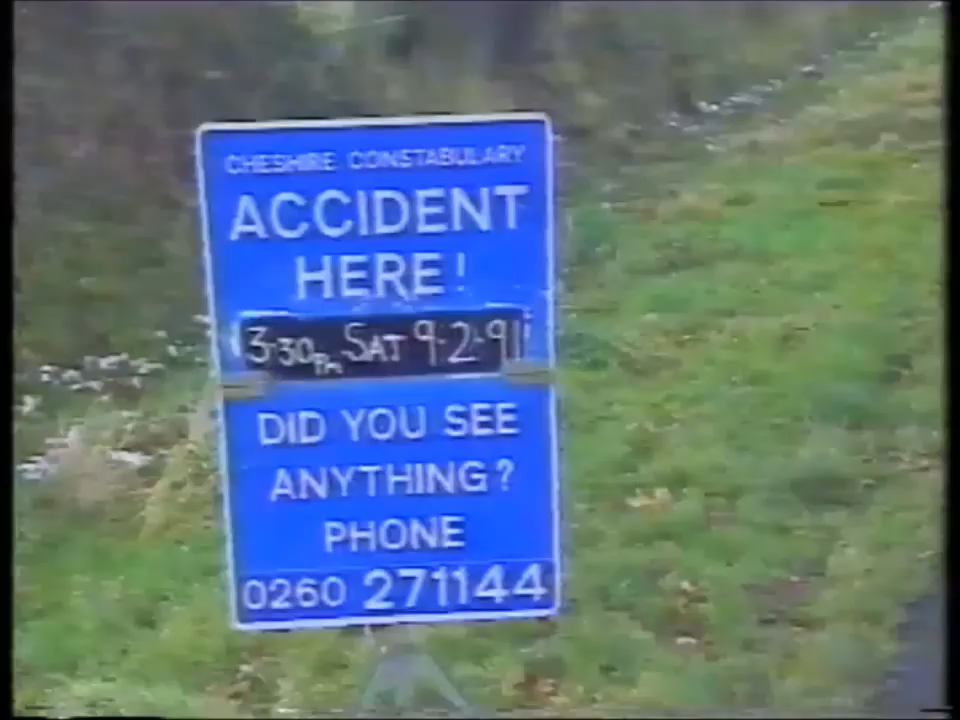 CHESHIRE CONSTABULARY
ACCIDENT
HERE!
3·30PM SAT 9·2·91
DID YOU SEE
ANYTHING?
PHONE
0260 271144